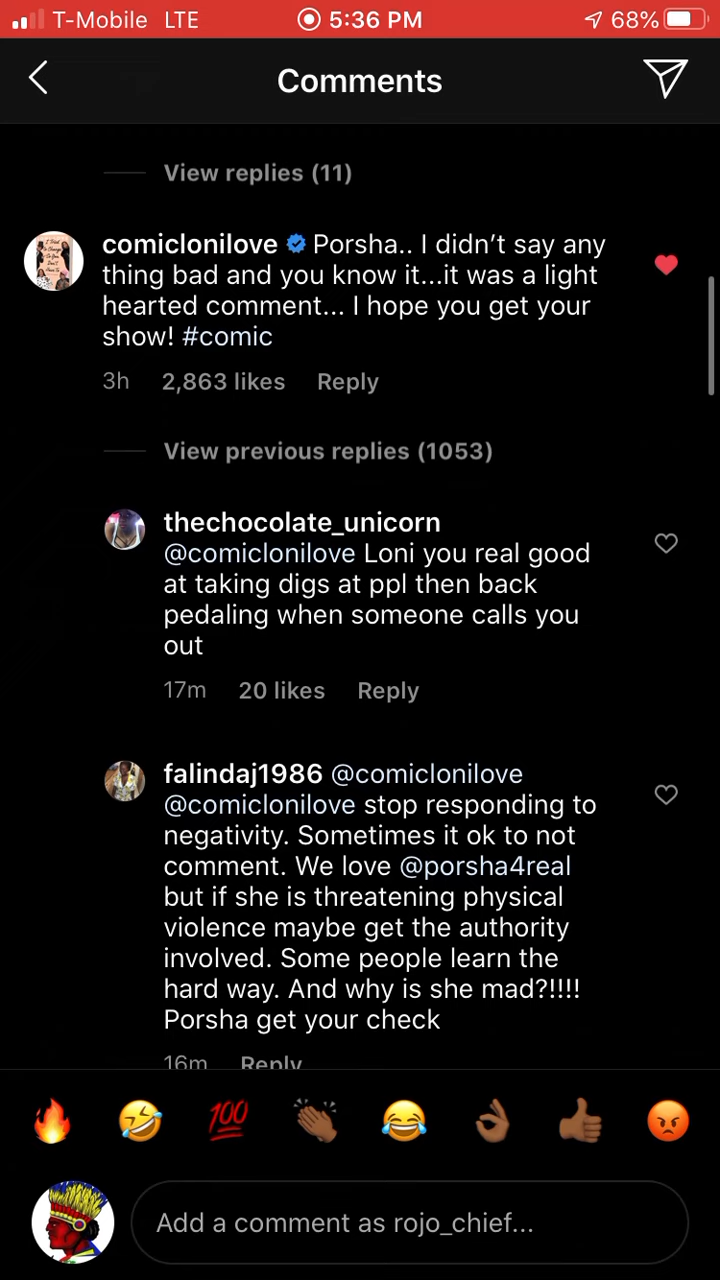 T-Mobile LTE 5:36 PM 68%
Comments
View replies (11)
comiclonilove Porsha.. I didn't say any
thing bad and you know it...it was a light
hearted comment... I hope you get your
show! #comic
3h 2,863 likes Reply
View previous replies (1053)
thechocolate_unicorn
@comiclonilove Loni you real good
at taking digs at ppl then back
pedaling when someone calls you
out
17m 20 likes Reply
falindaj1986 @comiclonilove
@comiclonilove stop responding to
negativity. Sometimes it ok to not
comment. We love @porsha4real
but if she is threatening physical
violence maybe get the authority
involved. Some people learn the
hard way. And why is she mad?!!!!
Porsha get your check
16m Reply
💯
Add a comment as rojo_chief...